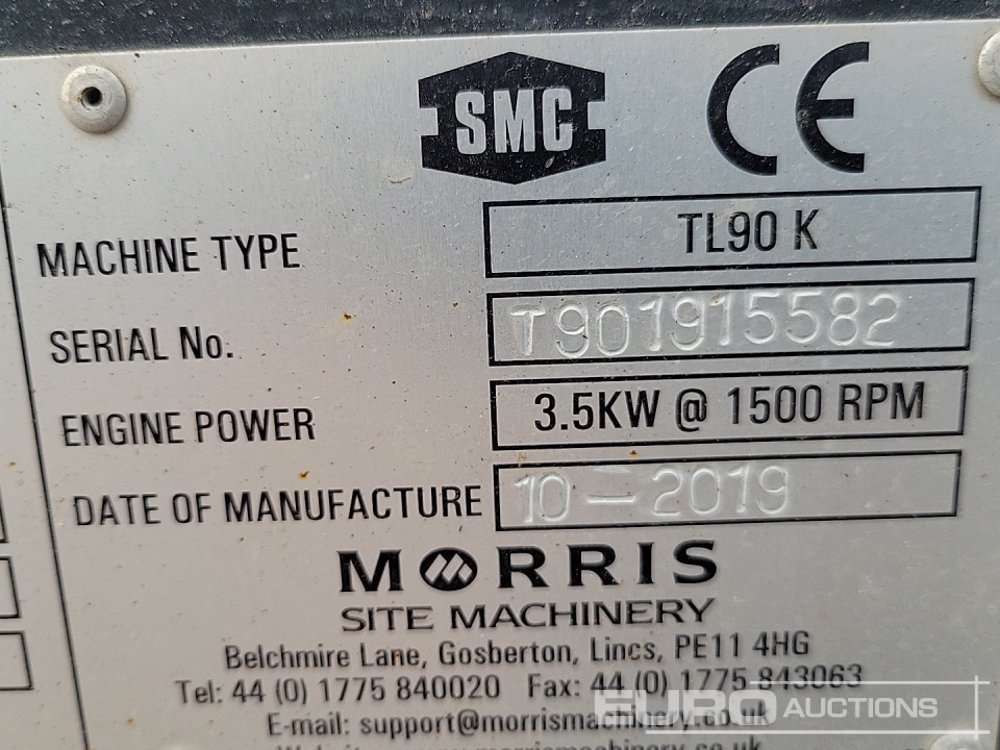 SMC CE
MACHINE TYPE TL90 K
SERIAL No. T901915582
ENGINE POWER 3.5KW @ 1500 RPM
DATE OF MANUFACTURE 10-2019
MORRIS
SITE MACHINERY
Belchmire Lane, Gosberton, Lincs, PE11 4HG
Tel: 44 (0) 1775 840020 Fax: 44 (0) 1775 843063
E-mail: support@morrismachinery.co.uk
EURO AUCTIONS